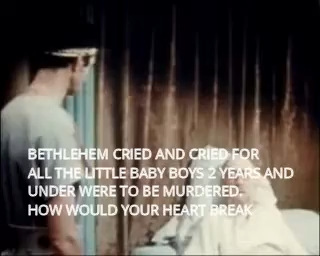 BETHLEHEM CRIED AND CRIED FOR
ALL THE LITTLE BABY BOYS 2 YEARS AND
UNDER WERE TO BE MURDERED.
HOW WOULD YOUR HEART BREAK